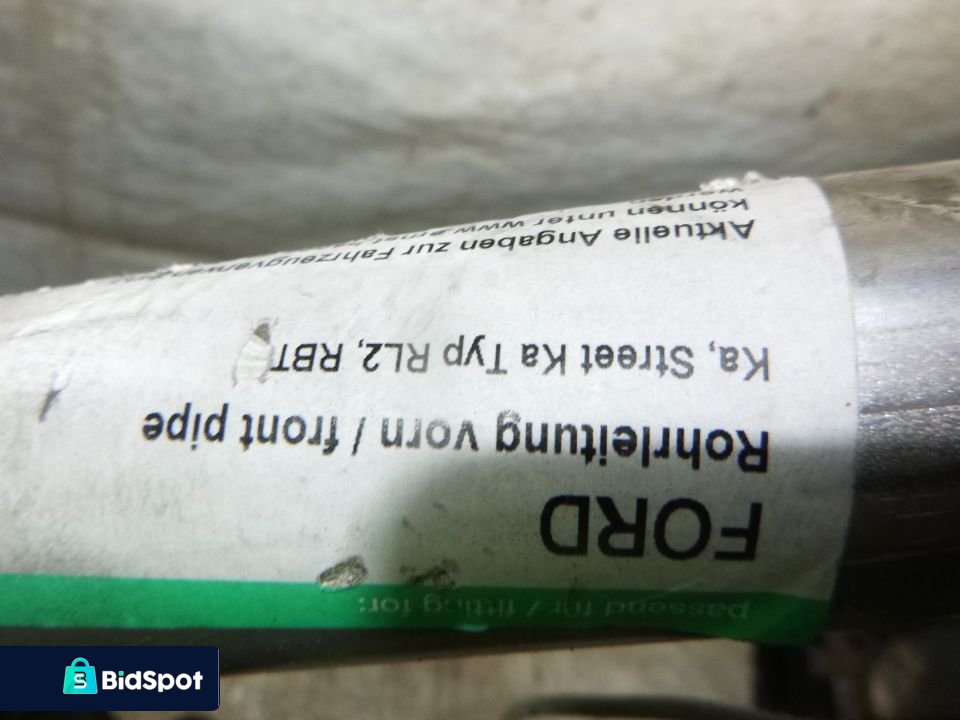 passend für / fitting for:
FORD
Rohrleitung vorn / front pipe
Ka, Street Ka Typ RL2, RBT
Aktuelle Angaben zur
können unter www
werden
BidSpot